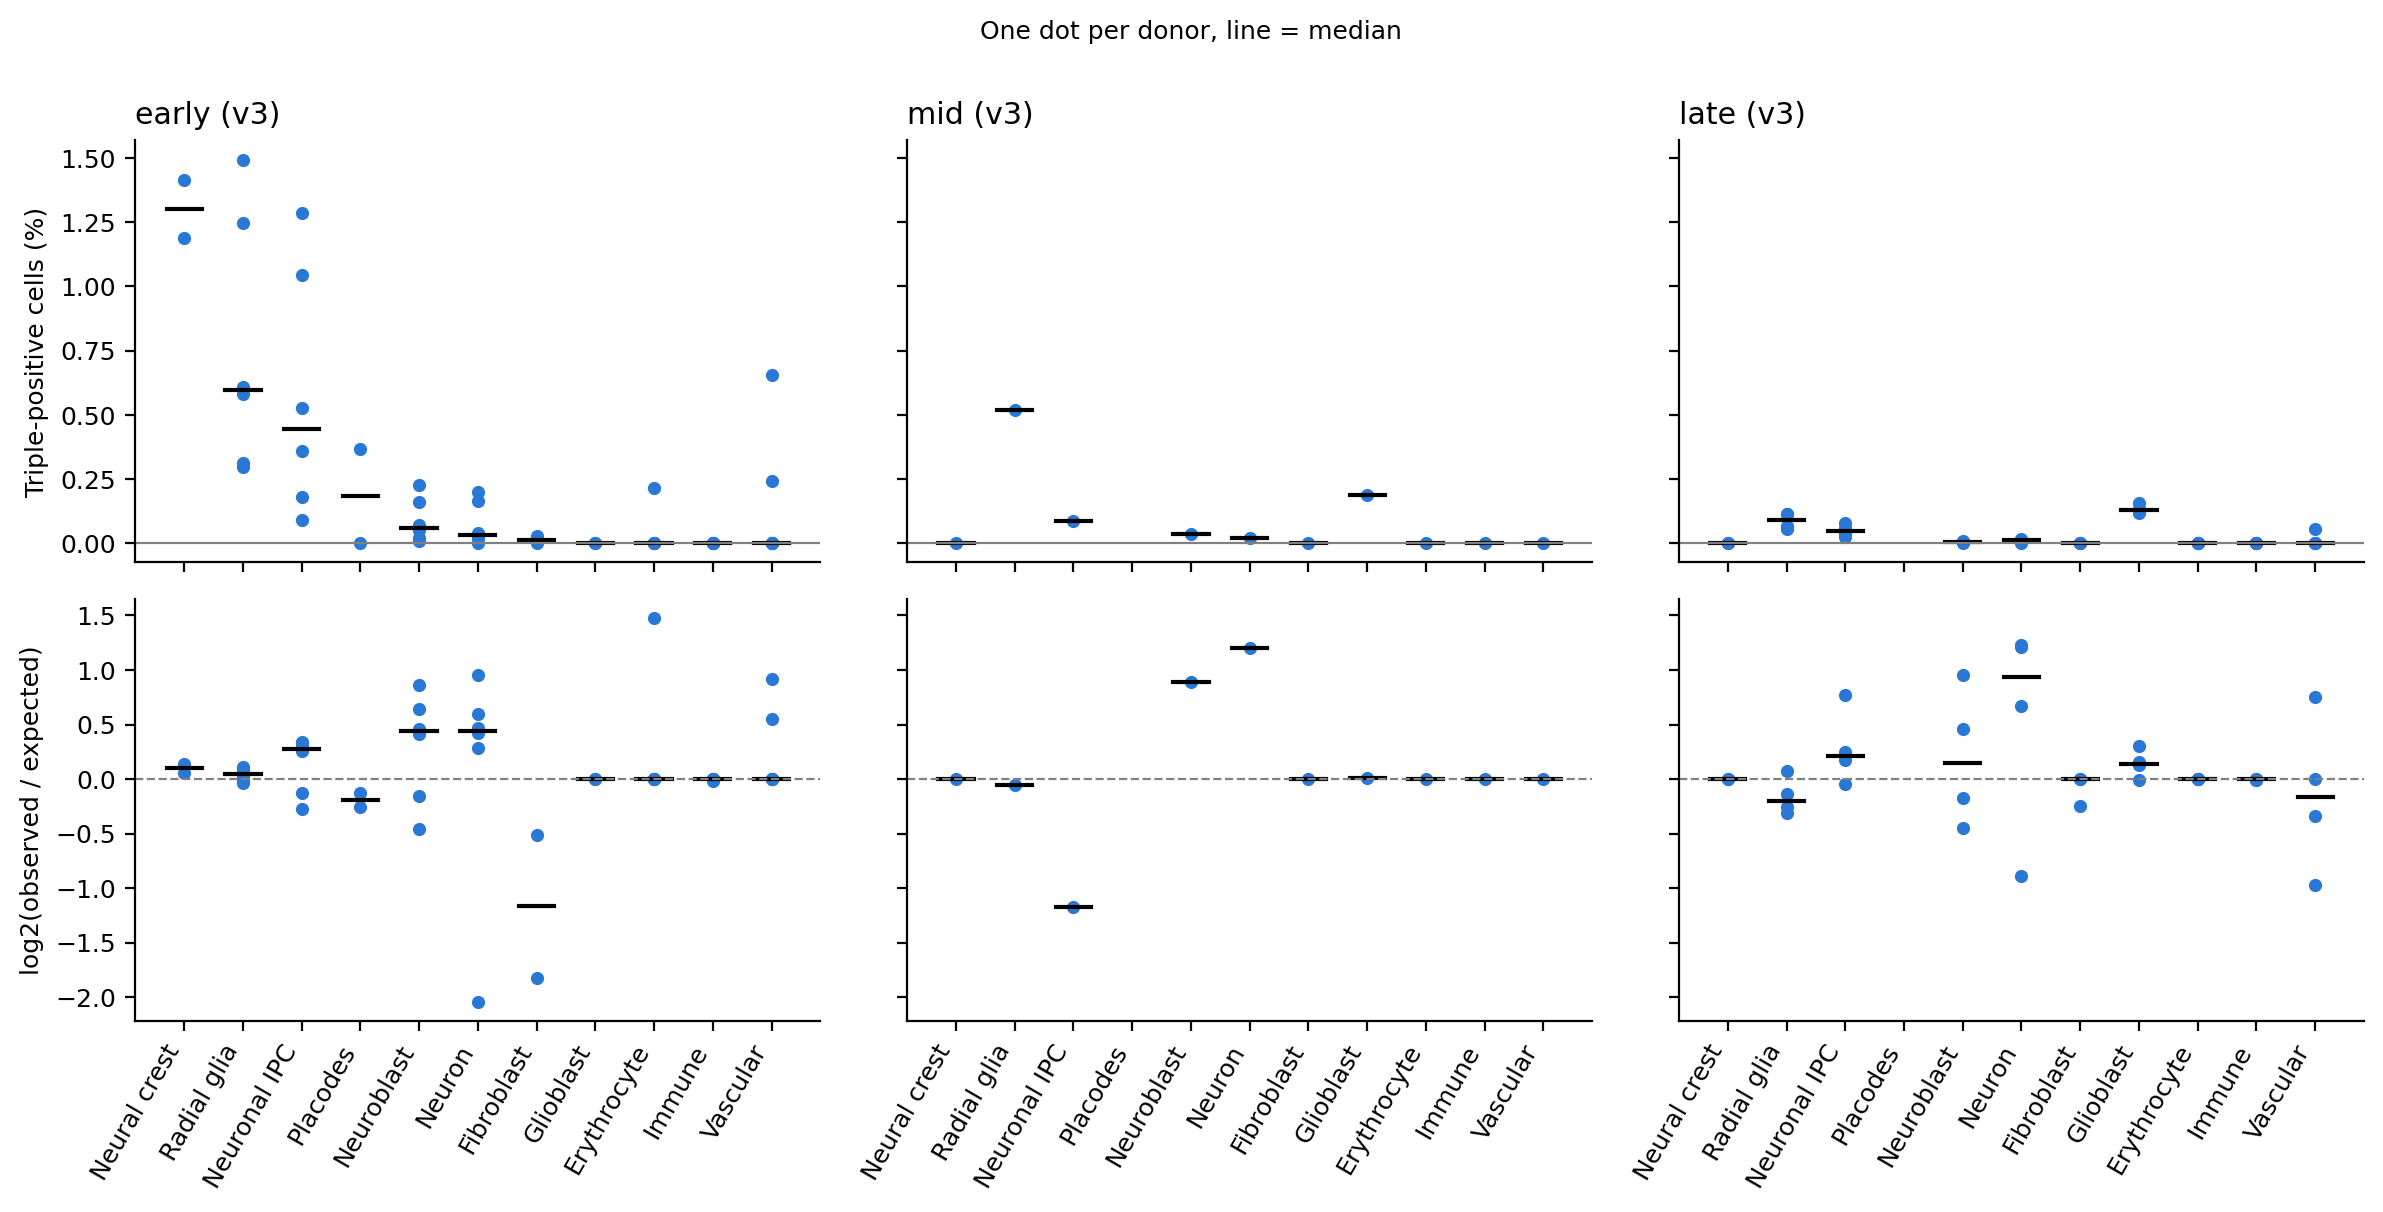 One dot per donor, line = median
early (v3)
mid (v3)
late (v3)
Triple-positive cells (%)
1.50
1.25
1.00
0.75
0.50
0.25
0.00
log2(observed / expected)
1.5
1.0
0.5
0.0
−0.5
−1.0
−1.5
−2.0
Neural crest
Radial glia
Neuronal IPC
Placodes
Neuroblast
Neuron
Fibroblast
Glioblast
Erythrocyte
Immune
Vascular
Neural crest
Radial glia
Neuronal IPC
Placodes
Neuroblast
Neuron
Fibroblast
Glioblast
Erythrocyte
Immune
Vascular
Neural crest
Radial glia
Neuronal IPC
Placodes
Neuroblast
Neuron
Fibroblast
Glioblast
Erythrocyte
Immune
Vascular